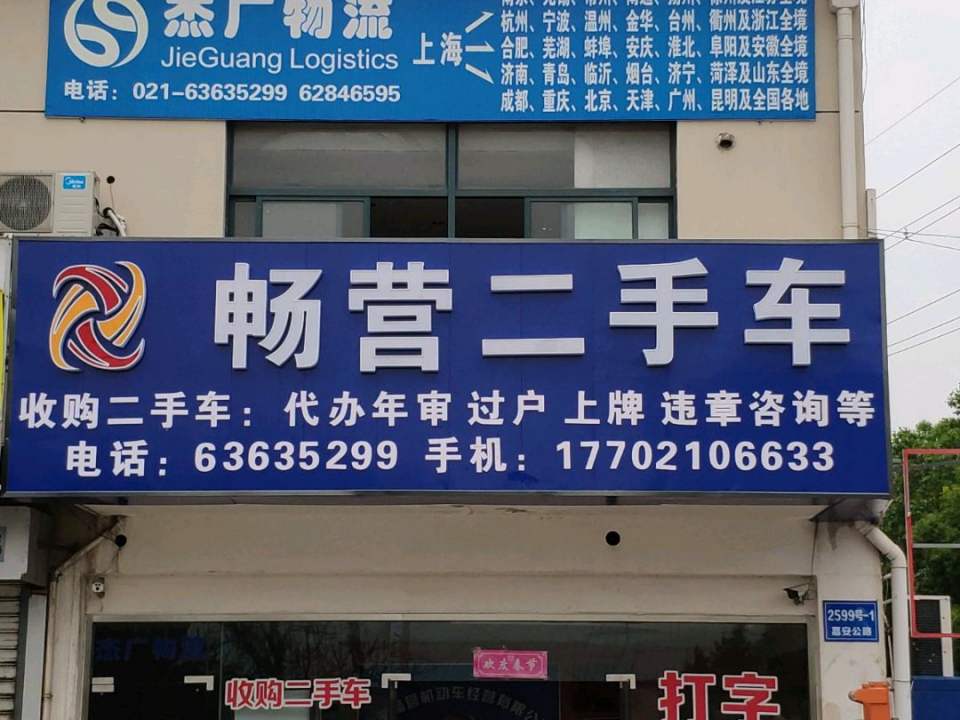 杰广物流
JieGuang Logistics
电话：021-63635299 62846595
上海
杭州、宁波、温州、金华、台州、衢州及浙江全境
合肥、芜湖、蚌埠、安庆、淮北、阜阳及安徽全境
济南、青岛、临沂、烟台、济宁、菏泽及山东全境
成都、重庆、北京、天津、广州、昆明及全国各地
Midea
畅营二手车
收购二手车：代办年审 过户 上牌 违章咨询等
电话：63635299 手机：17702106633
2599号-1
嘉安公路
杰广物流
欢度春节
收购二手车
打字